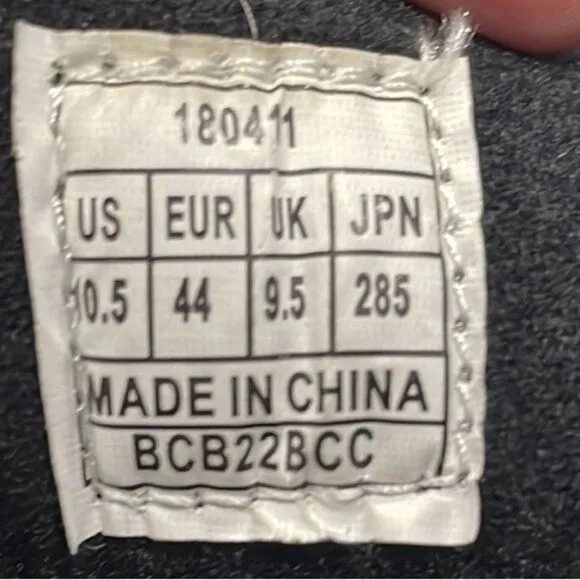 180411
US EUR UK JPN
10.5 44 9.5 285
MADE IN CHINA
BCB22BCC